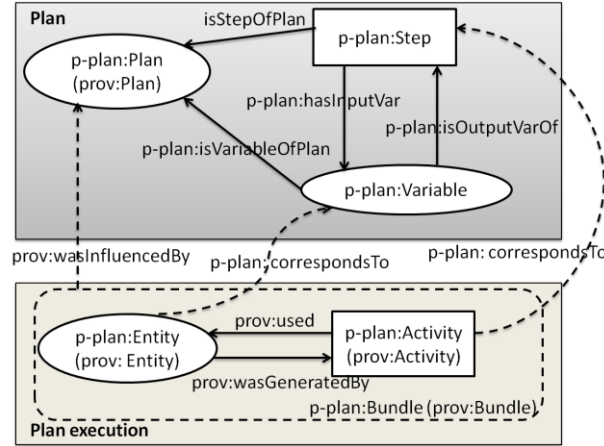 Plan
isStepOfPlan
p-plan:Step
p-plan:Plan
(prov:Plan)
p-plan:hasInputVar
p-plan:isOutputVarOf
p-plan:isVariableOfPlan
p-plan:Variable
prov:wasInfluencedBy
p-plan:correspondsTo
p-plan: correspondsTo
prov:used
p-plan:Entity
(prov: Entity)
p-plan:Activity
(prov:Activity)
prov:wasGeneratedBy
p-plan:Bundle (prov:Bundle)
Plan execution